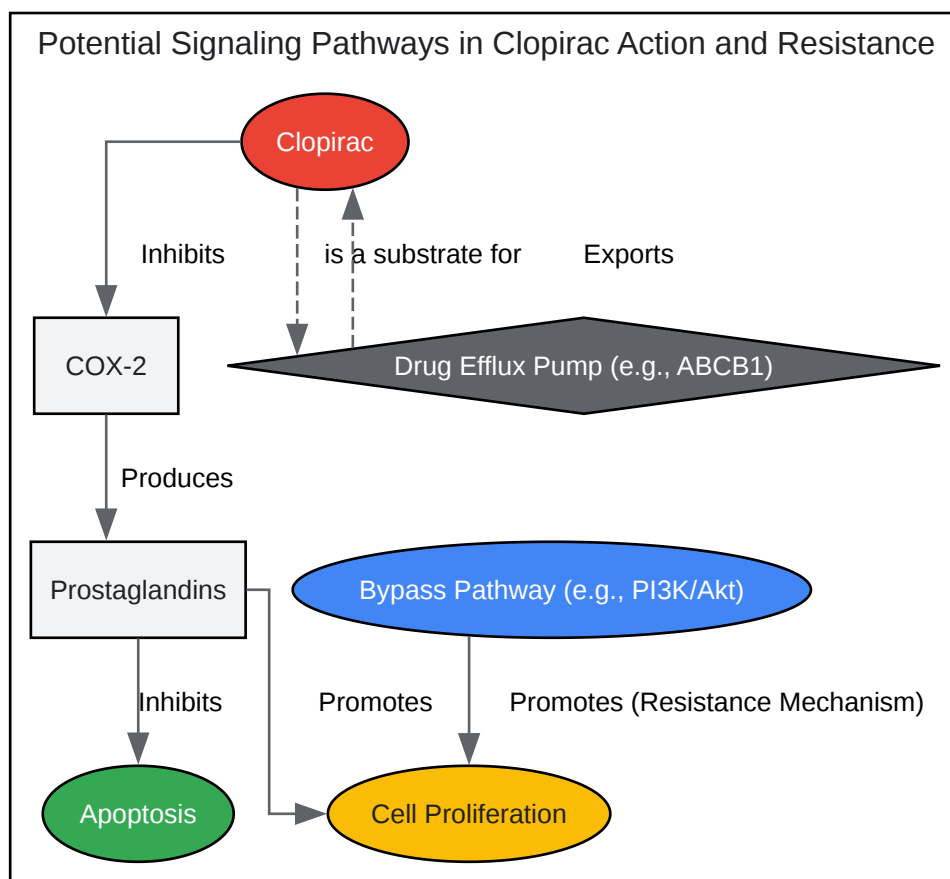 Potential Signaling Pathways in Clopirac Action and Resistance
Clopirac
Inhibits
is a substrate for
Exports
COX-2
Drug Efflux Pump (e.g., ABCB1)
Produces
Prostaglandins
Bypass Pathway (e.g., PI3K/Akt)
Inhibits
Promotes
Promotes (Resistance Mechanism)
Apoptosis
Cell Proliferation